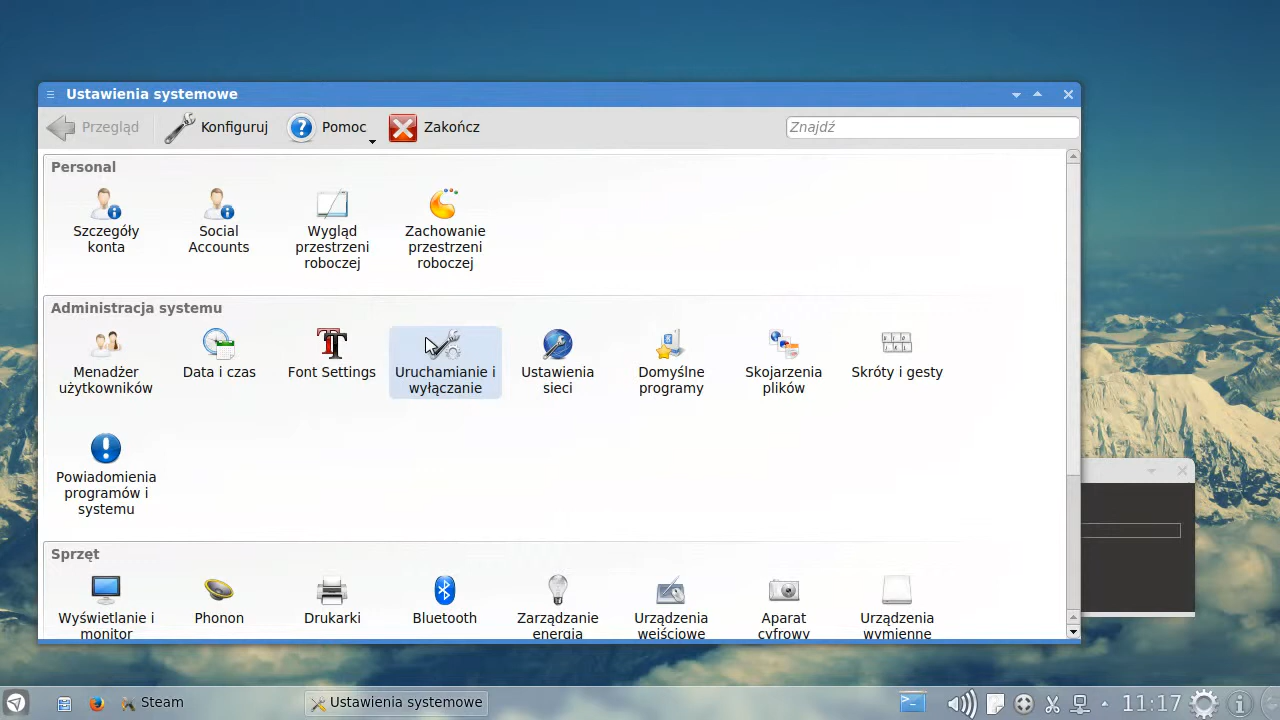 Ustawienia systemowe
Przegląd Konfiguruj Pomoc Zakończ Znajdź
Personal
Szczegóły
konta
Social
Accounts
Wygląd
przestrzeni
roboczej
Zachowanie
przestrzeni
roboczej
Administracja systemu
Menadżer
użytkowników
Data i czas
Font Settings
Uruchamianie i
wyłączanie
Ustawienia
sieci
Domyślne
programy
Skojarzenia
plików
Skróty i gesty
Powiadomienia
programów i
systemu
Sprzęt
Wyświetlanie i
monitor
Phonon
Drukarki
Bluetooth
Zarządzanie
energią
Urządzenia
wejściowe
Aparat
cyfrowy
Urządzenia
wymienne
Steam Ustawienia systemowe 11:17